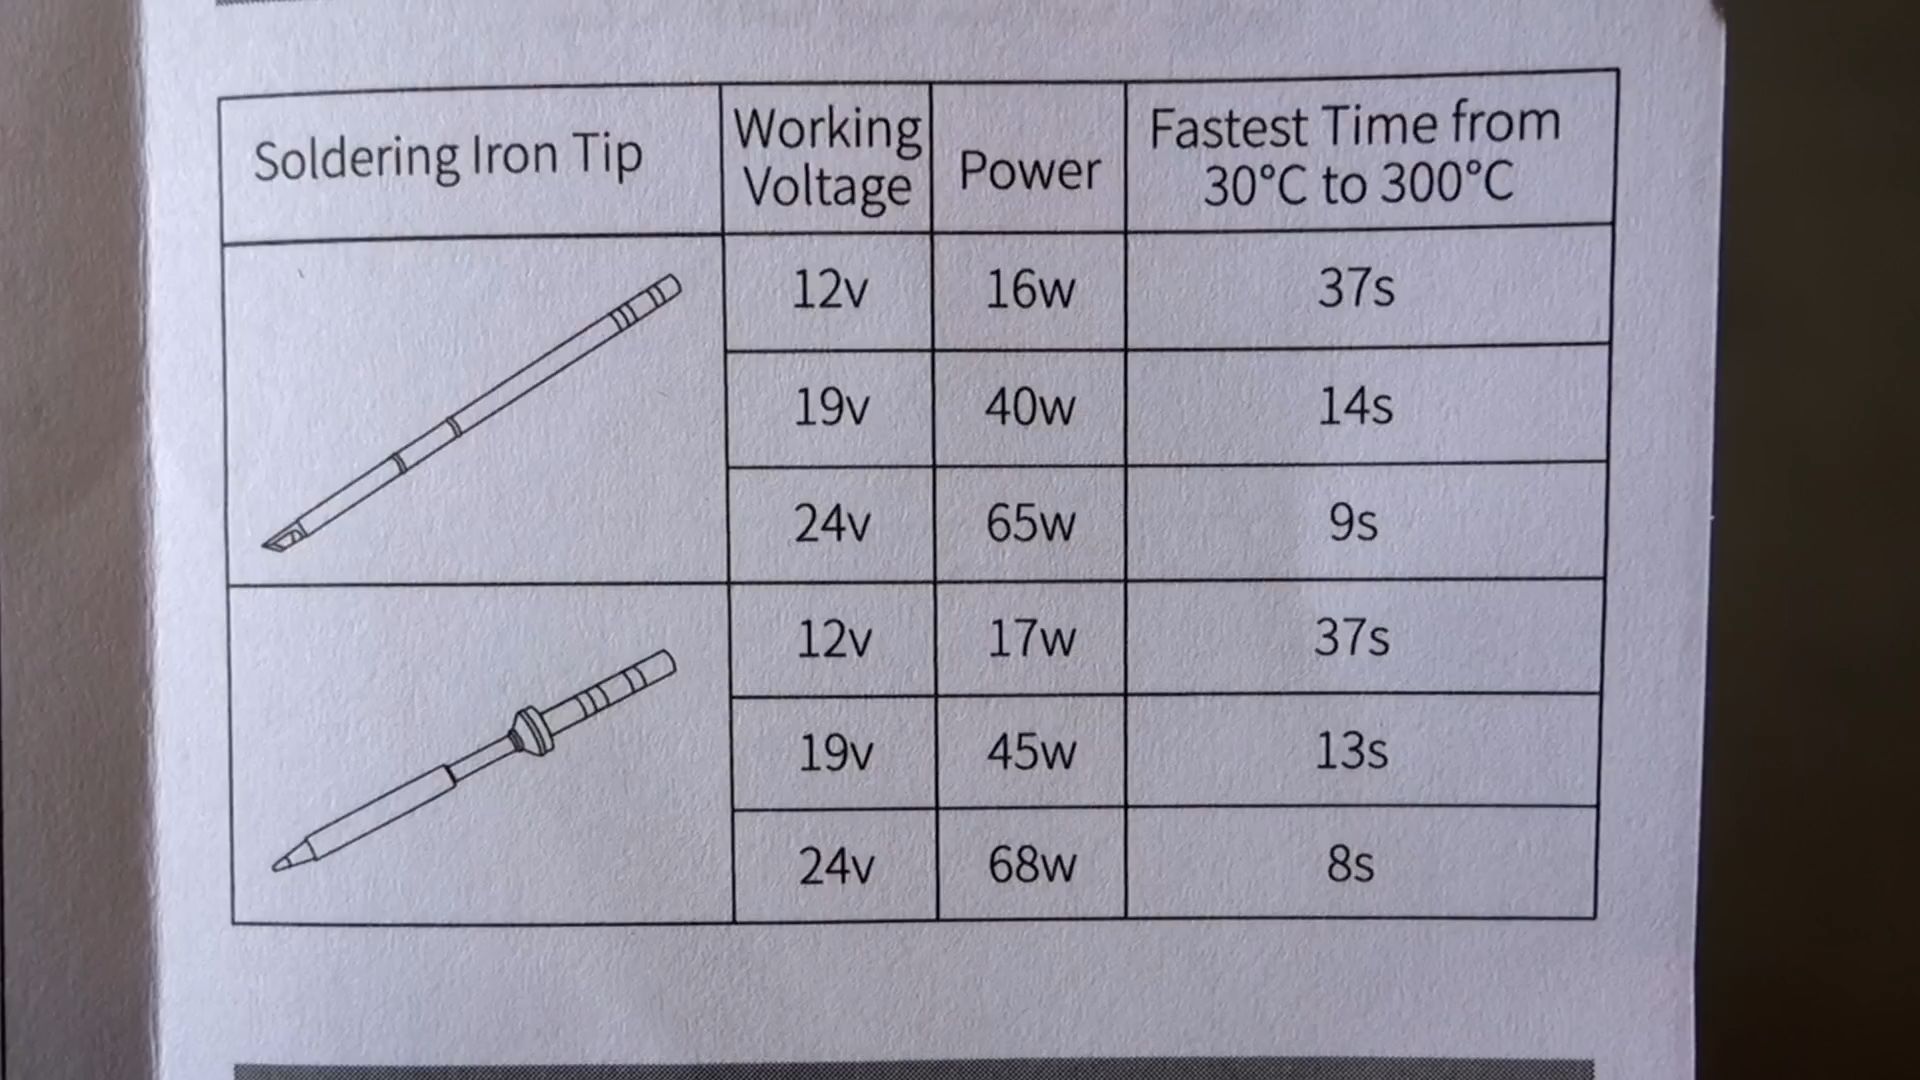 Soldering Iron Tip
Working
Voltage
Power
Fastest Time from
30°C to 300°C
12v 16w 37s
19v 40w 14s
24v 65w 9s
12v 17w 37s
19v 45w 13s
24v 68w 8s